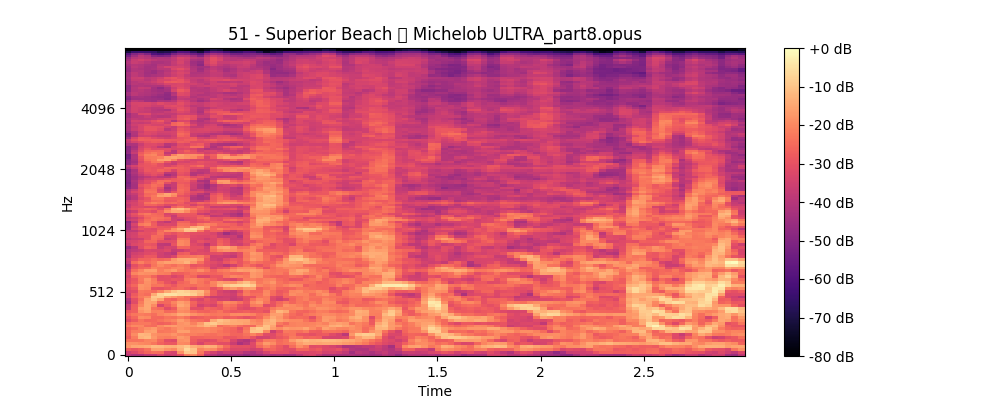 51 - Superior Beach ▯ Michelob ULTRA_part8.opus
Hz
4096
2048
1024
512
0
0
0.5
1
1.5
2
2.5
Time
+0 dB
-10 dB
-20 dB
-30 dB
-40 dB
-50 dB
-60 dB
-70 dB
-80 dB